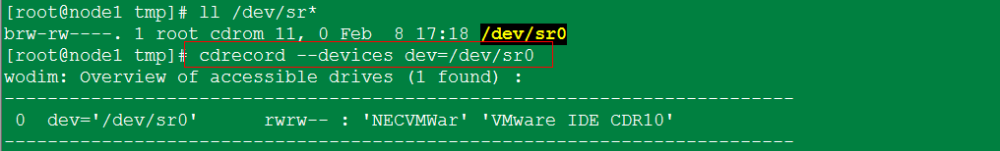 [root@node1 tmp]# ll /dev/sr*
brw-rw----. 1 root cdrom 11, 0 Feb  8 17:18 /dev/sr0
[root@node1 tmp]# cdrecord --devices dev=/dev/sr0
wodim: Overview of accessible drives (1 found) :
-------------------------------------------------------------------------
 0  dev='/dev/sr0'      rwrw-- : 'NECVMWar' 'VMware IDE CDR10'
-------------------------------------------------------------------------